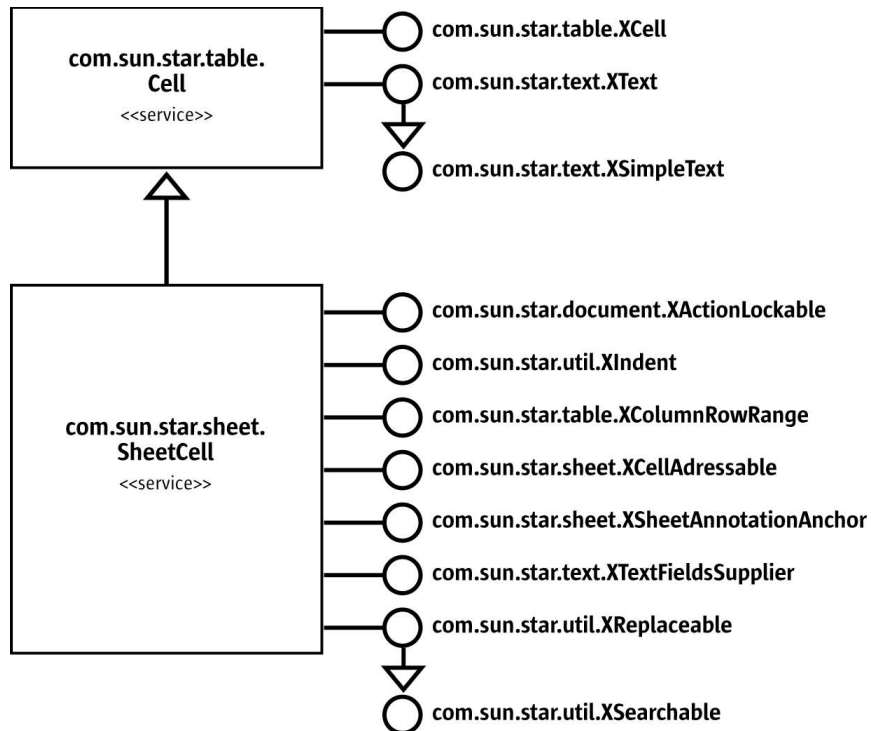 com.sun.star.table.
Cell
<<service>>
com.sun.star.table.XCell
com.sun.star.text.XText
com.sun.star.text.XSimpleText
com.sun.star.sheet.
SheetCell
<<service>>
com.sun.star.document.XActionLockable
com.sun.star.util.XIndent
com.sun.star.table.XColumnRowRange
com.sun.star.sheet.XCellAdressable
com.sun.star.sheet.XSheetAnnotationAnchor
com.sun.star.text.XTextFieldsSupplier
com.sun.star.util.XReplaceable
com.sun.star.util.XSearchable